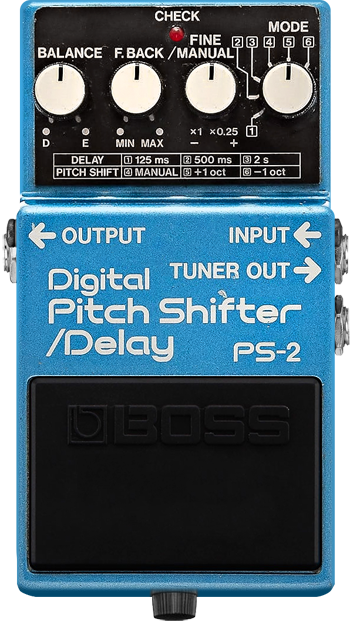 CHECK
BALANCE F.BACK / FINE MANUAL MODE
2 3 4 5 6
1
D E MIN MAX ×1 ×0.25
− +
DELAY 1 125 ms 2 500 ms 3 2 s
PITCH SHIFT 4 MANUAL 5 +1 oct 6 −1 oct
OUTPUT INPUT
TUNER OUT
Digital
Pitch Shifter
/Delay PS-2
BOSS